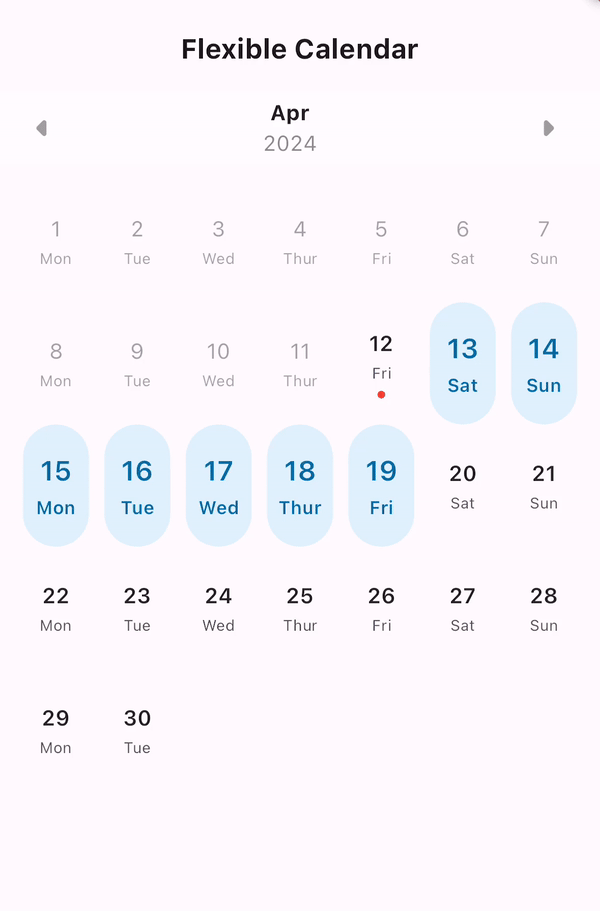 Flexible Calendar
Apr
2024
1 2 3 4 5 6 7
Mon Tue Wed Thur Fri Sat Sun
8 9 10 11 12 13 14
Mon Tue Wed Thur Fri Sat Sun
15 16 17 18 19 20 21
Mon Tue Wed Thur Fri Sat Sun
22 23 24 25 26 27 28
Mon Tue Wed Thur Fri Sat Sun
29 30
Mon Tue